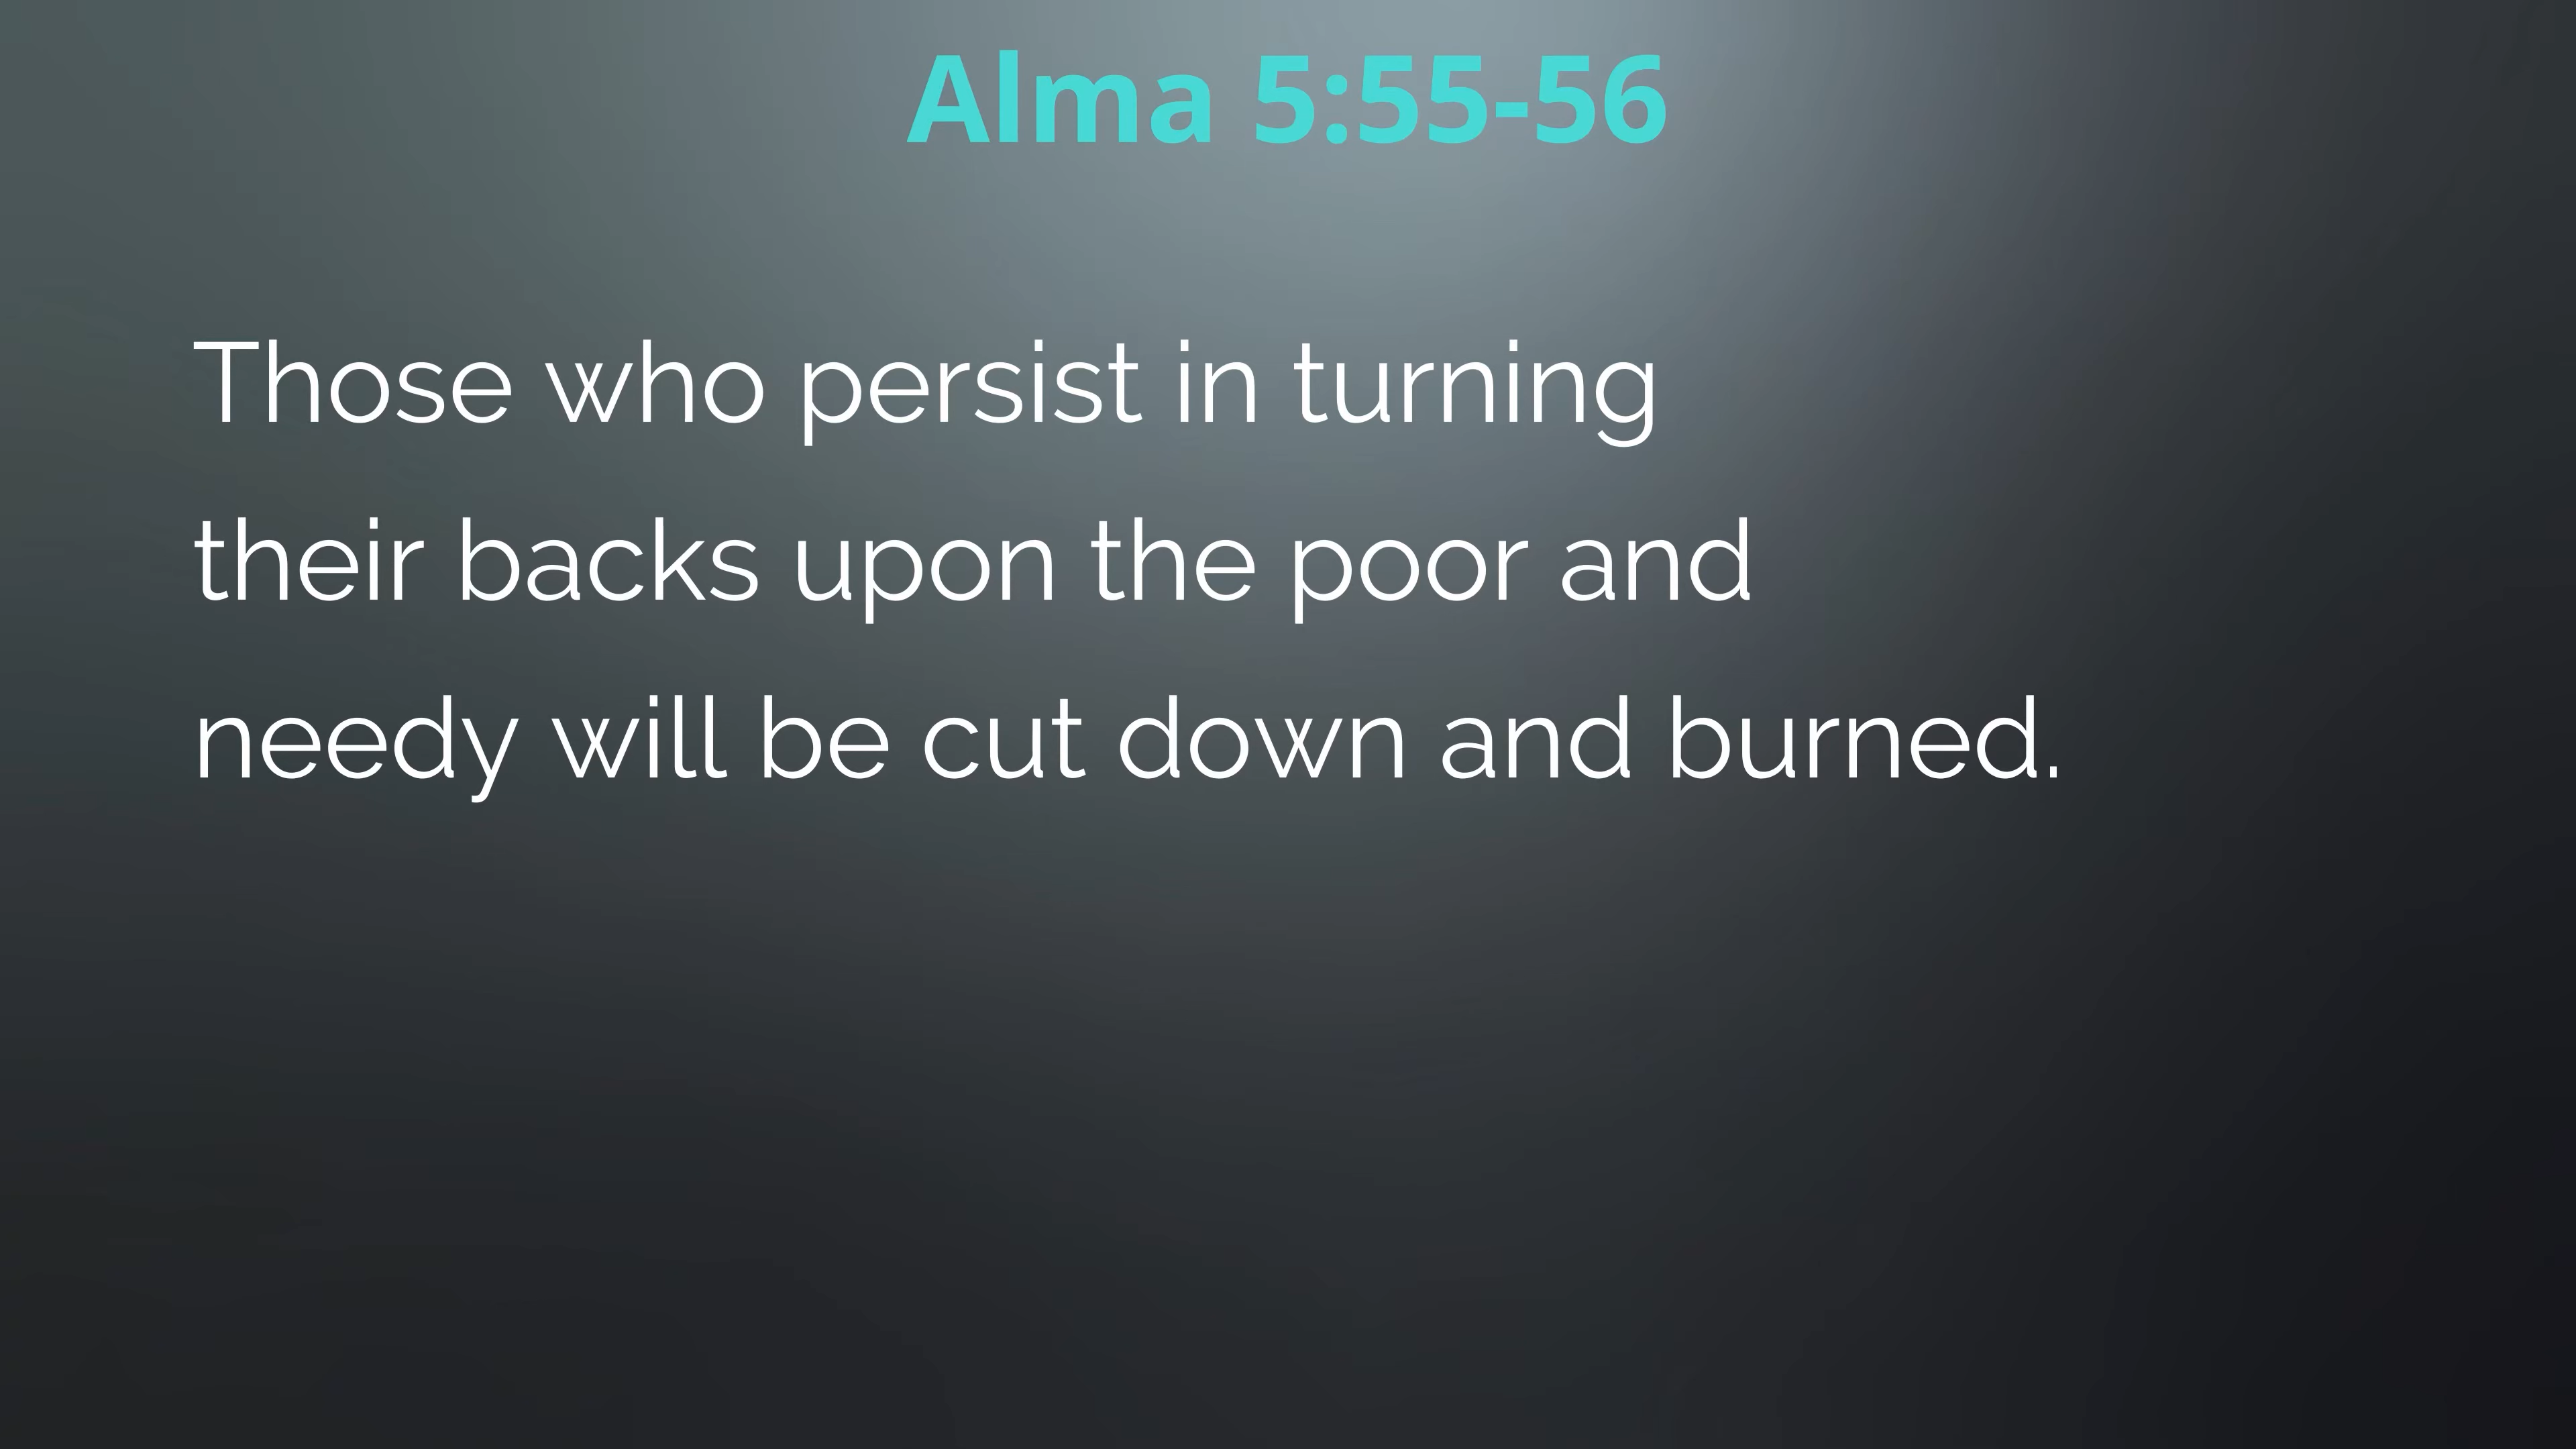 Alma 5:55-56
Those who persist in turning
their backs upon the poor and
needy will be cut down and burned.